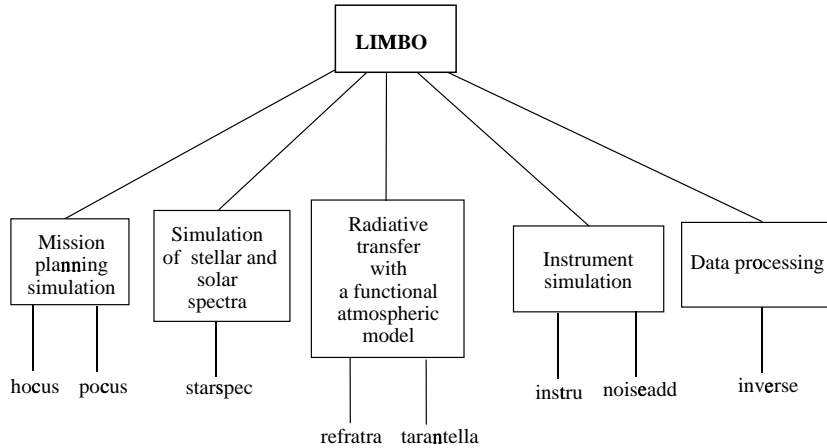 LIMBO
Mission
planning
simulation
Simulation
of stellar and
solar
spectra
Radiative
transfer
with
a functional
atmospheric
model
Instrument
simulation
Data processing
hocus
pocus
starspec
refratra
tarantella
instru
noiseadd
inverse